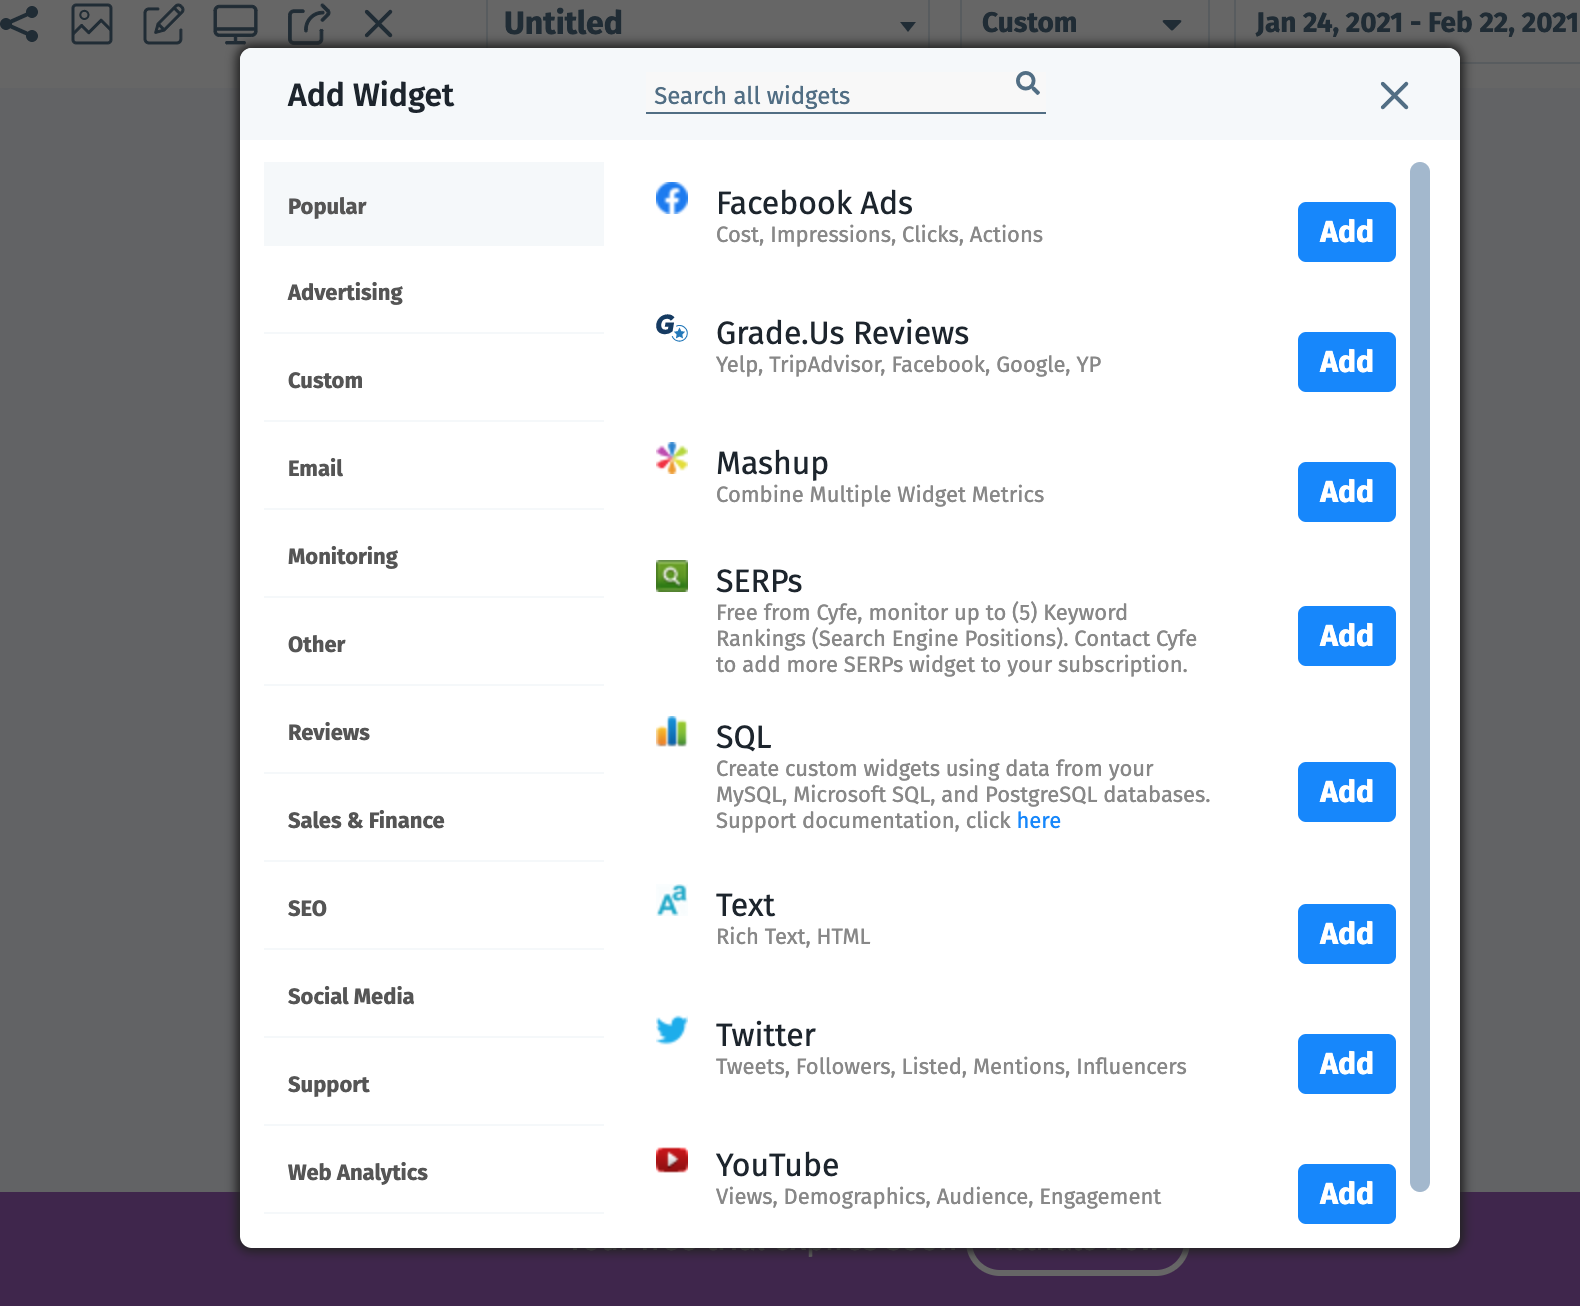 Untitled
Custom
Jan 24, 2021 - Feb 22, 2021
Add Widget
Search all widgets
Popular
Advertising
Custom
Email
Monitoring
Other
Reviews
Sales & Finance
SEO
Social Media
Support
Web Analytics
Facebook Ads
Cost, Impressions, Clicks, Actions
Add
Grade.Us Reviews
Yelp, TripAdvisor, Facebook, Google, YP
Add
Mashup
Combine Multiple Widget Metrics
Add
SERPs
Free from Cyfe, monitor up to (5) Keyword
Rankings (Search Engine Positions). Contact Cyfe
to add more SERPs widget to your subscription.
Add
SQL
Create custom widgets using data from your
MySQL, Microsoft SQL, and PostgreSQL databases.
Support documentation, click here
Add
Text
Rich Text, HTML
Add
Twitter
Tweets, Followers, Listed, Mentions, Influencers
Add
YouTube
Views, Demographics, Audience, Engagement
Add